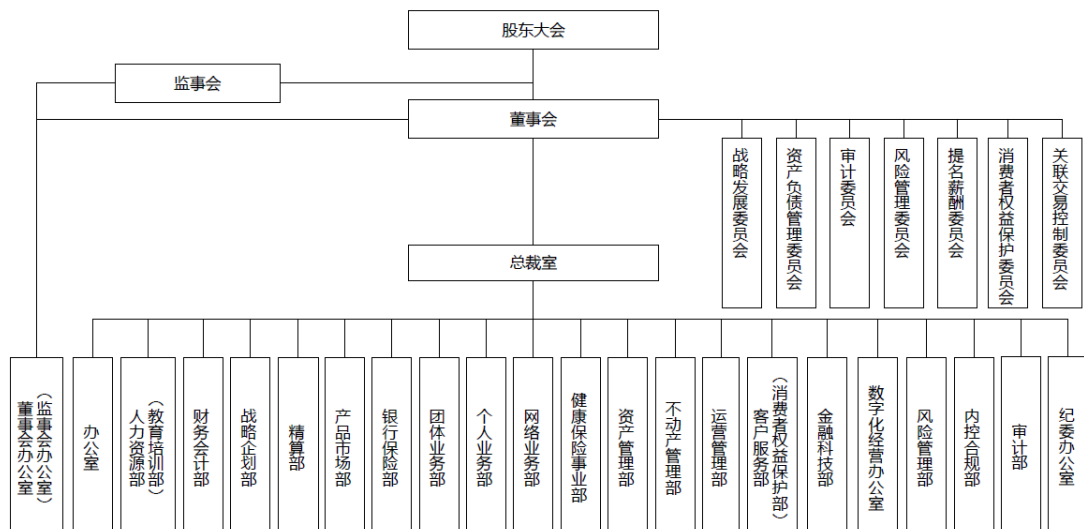 股东大会
监事会
董事会
战略发展委员会
资产负债管理委员会
审计委员会
风险管理委员会
提名薪酬委员会
消费者权益保护委员会
关联交易控制委员会
总裁室
董事会办公室
（监事会办公室）
办公室
人力资源部
（教育培训部）
财务会计部
战略企划部
精算部
产品市场部
银行保险部
团体业务部
个人业务部
网络业务部
健康保险事业部
资产管理部
不动产管理部
运营管理部
客户服务部
（消费者权益保护部）
金融科技部
数字化经营办公室
风险管理部
内控合规部
审计部
纪委办公室